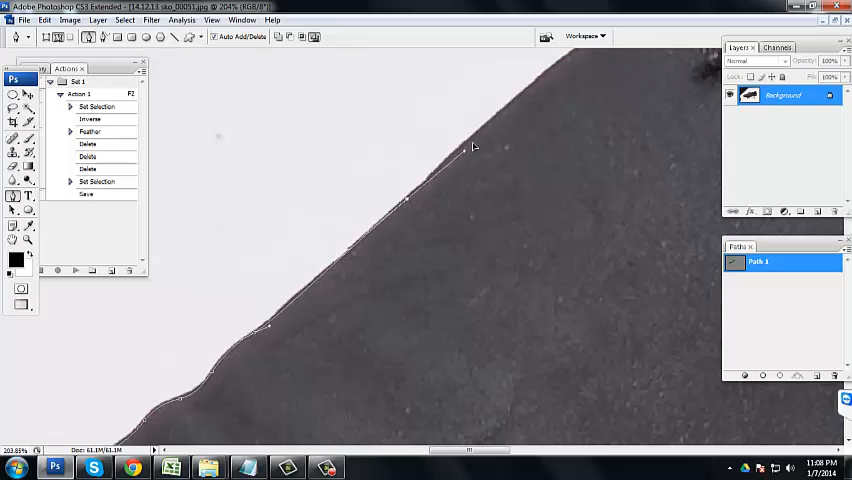 Adobe Photoshop CS3 Extended - [14.12.13 sko_00051.jpg @ 204% (RGB/8*)]
File Edit Image Layer Select Filter Analysis View Window Help
Auto Add/Delete
Workspace
Actions
Set 1
Action 1 F2
Set Selection
Inverse
Feather
Delete
Delete
Delete
Set Selection
Save
Ps
T
Layers Channels
Normal Opacity: 100%
Lock: Fill: 100%
Background
Paths
Path 1
203.85% Doc: 61.1M/61.1M
Ps
11:08 PM
1/7/2014